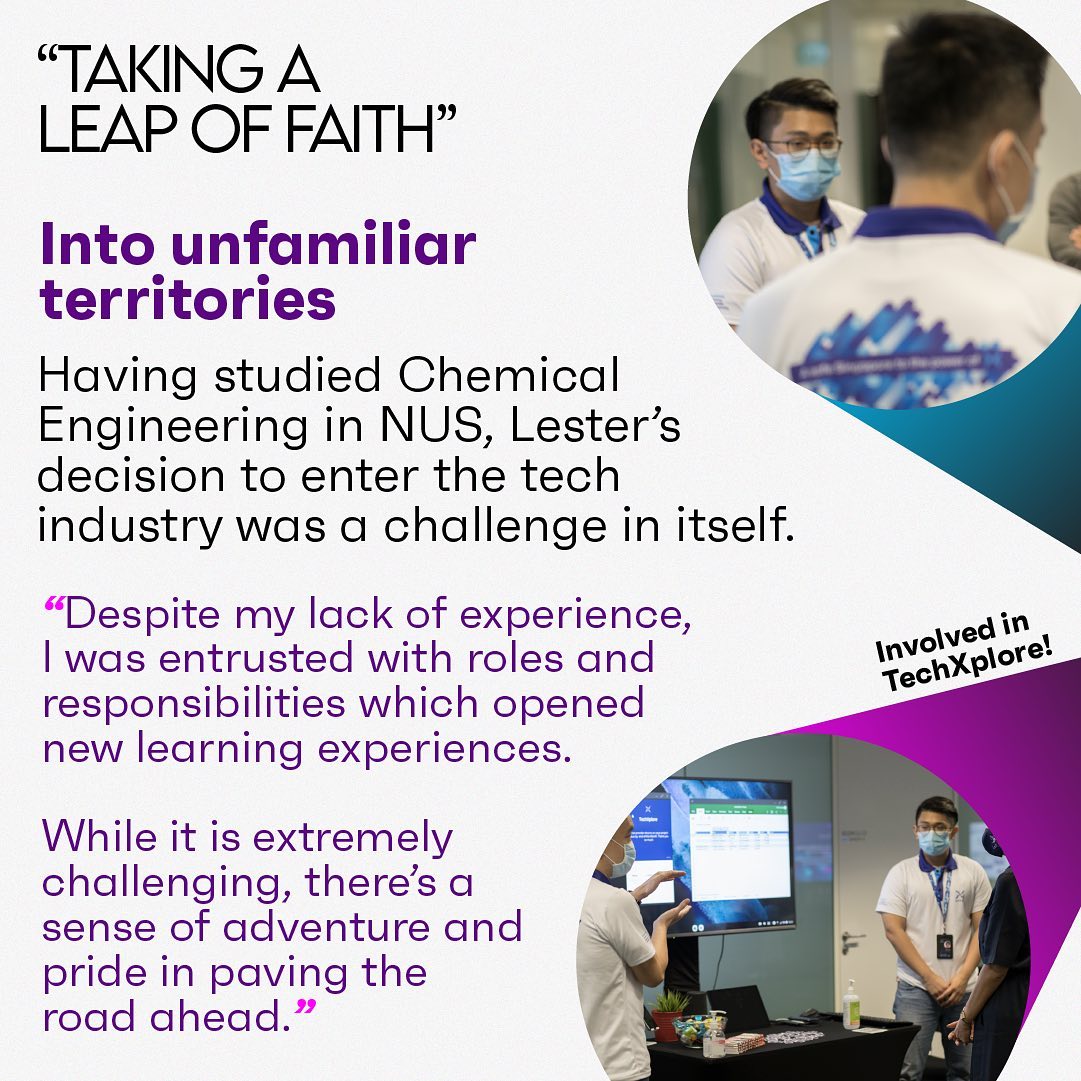 “TAKING A
LEAP OF FAITH”
Into unfamiliar
territories
Having studied Chemical
Engineering in NUS, Lester’s
decision to enter the tech
industry was a challenge in itself.
“Despite my lack of experience,
I was entrusted with roles and
responsibilities which opened
new learning experiences.
While it is extremely
challenging, there’s a
sense of adventure and
pride in paving the
road ahead.”
Involved in
TechXplore!
TechXplore